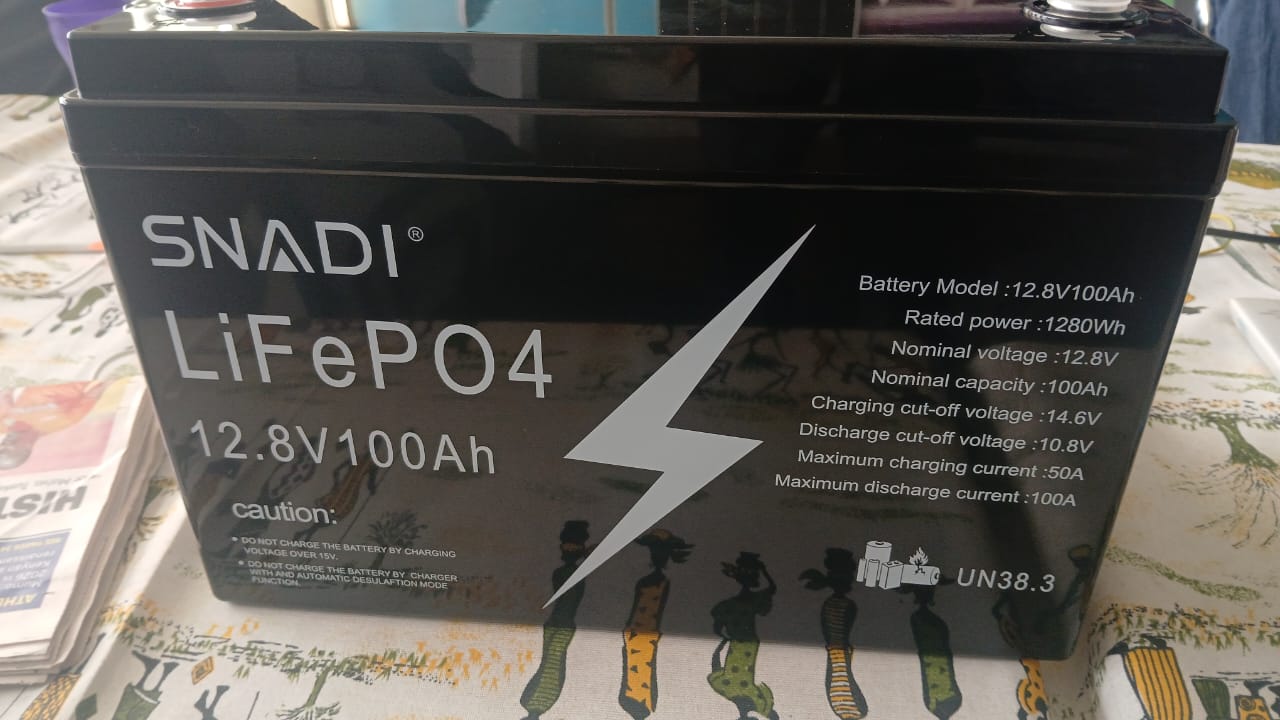 SNADI®
LiFePO4
12.8V100Ah
caution:
• DO NOT CHARGE THE BATTERY BY CHARGING
VOLTAGE OVER 15V.
• DO NOT CHARGE THE BATTERY BY CHARGER
WITH AND AUTOMATIC DESULAFTION MODE
FUNCTION.
Battery Model :12.8V100Ah
Rated power :1280Wh
Nominal voltage :12.8V
Nominal capacity :100Ah
Charging cut-off voltage :14.6V
Discharge cut-off voltage :10.8V
Maximum charging current :50A
Maximum discharge current :100A
UN38.3
HIST